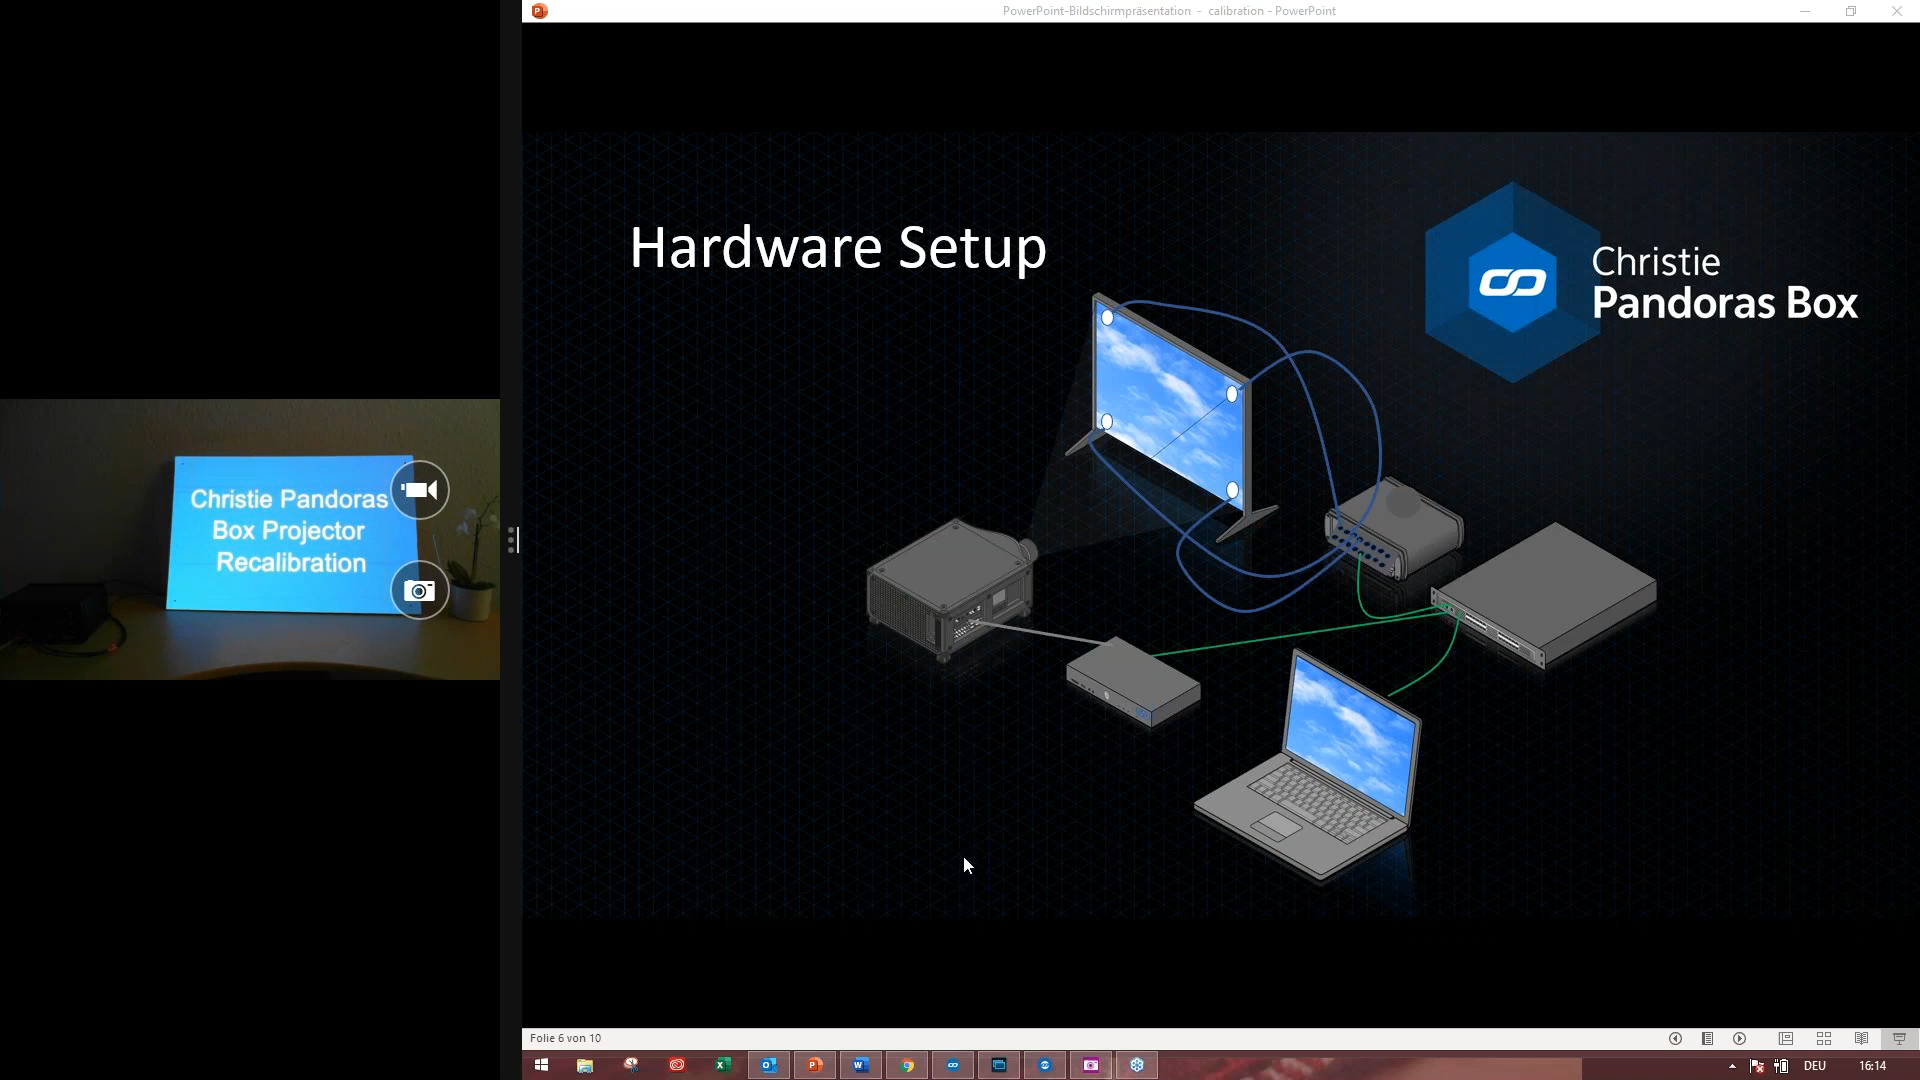 PowerPoint-Bildschirmpräsentation - calibration - PowerPoint
Hardware Setup
Christie
Pandoras Box
Christie Pandoras
Box Projector
Recalibration
Folie 6 von 10
DEU
16:14